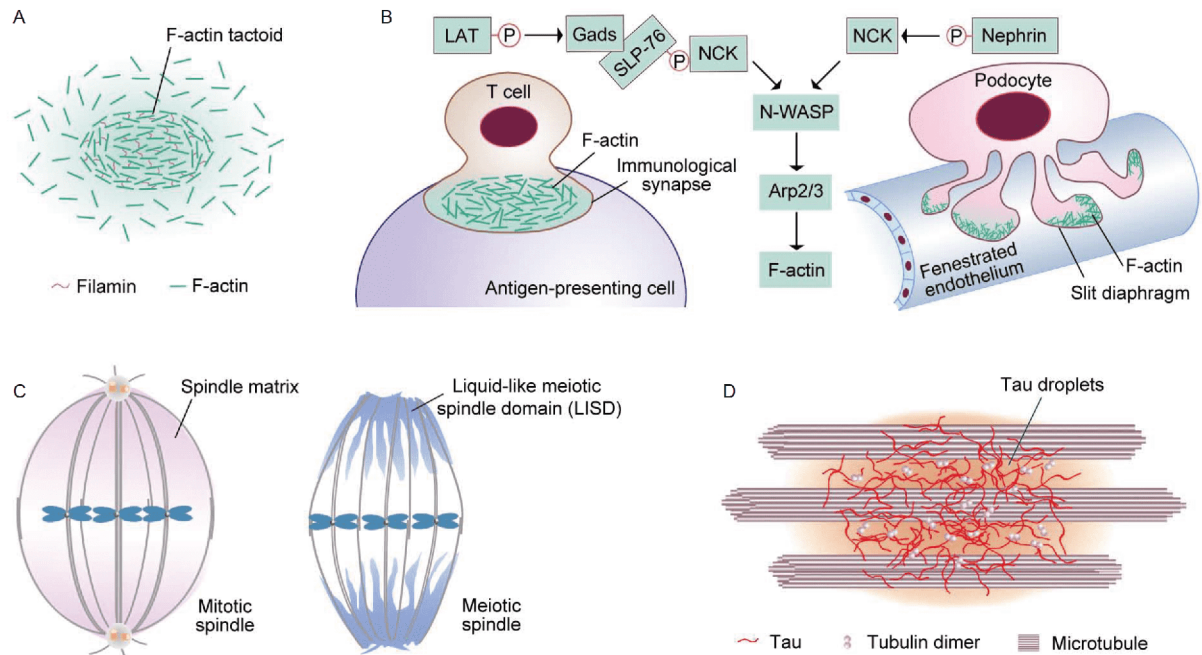 A
F-actin tactoid
Filamin
F-actin
B
LAT
P
Gads
SLP-76
P
NCK
NCK
P
Nephrin
T cell
F-actin
Immunological
synapse
Antigen-presenting cell
N-WASP
Arp2/3
F-actin
Podocyte
Fenestrated
endothelium
F-actin
Slit diaphragm
C
Spindle matrix
Mitotic
spindle
Liquid-like meiotic
spindle domain (LISD)
Meiotic
spindle
D
Tau droplets
Tau
Tubulin dimer
Microtubule